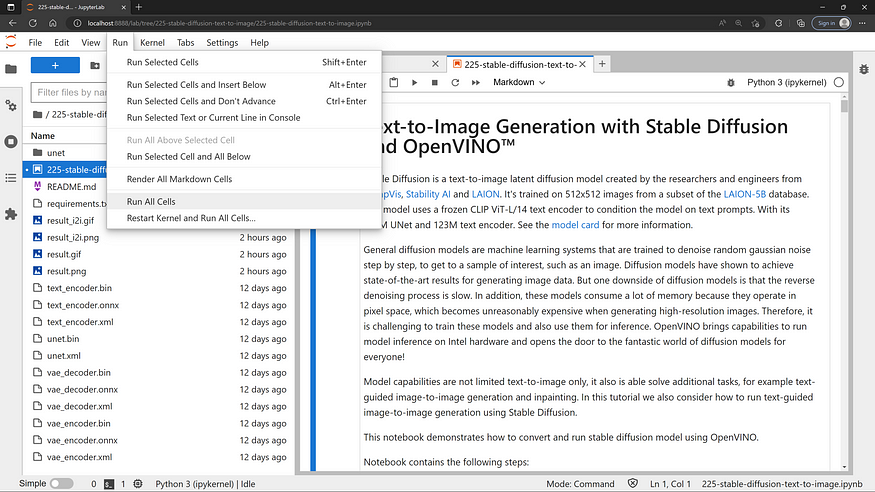 225-stable-d... - JupyterLab
localhost:8888/lab/tree/225-stable-diffusion-text-to-image/225-stable-diffusion-text-to-image.ipynb
Sign in
File Edit View Run Kernel Tabs Settings Help
Run Selected Cells Shift+Enter
Run Selected Cells and Insert Below Alt+Enter
Run Selected Cells and Don't Advance Ctrl+Enter
Run Selected Text or Current Line in Console
Run All Above Selected Cell
Run Selected Cell and All Below
Render All Markdown Cells
Run All Cells
Restart Kernel and Run All Cells...
+
Filter files by na
/ 225-stable-dif
Name
unet
225-stable-diffu
README.md
requirements.tx
result_i2i.gif 2 hours ago
result_i2i.png 2 hours ago
result.gif 2 hours ago
result.png 2 hours ago
text_encoder.bin 12 days ago
text_encoder.onnx 12 days ago
text_encoder.xml 12 days ago
unet.bin 12 days ago
unet.xml 12 days ago
vae_decoder.bin 12 days ago
vae_decoder.onnx 12 days ago
vae_decoder.xml 12 days ago
vae_encoder.bin 12 days ago
vae_encoder.onnx 12 days ago
vae_encoder.xml 12 days ago
225-stable-diffusion-text-to-
Markdown
Python 3 (ipykernel)
ext-to-Image Generation with Stable Diffusion
nd OpenVINO™
e Diffusion is a text-to-image latent diffusion model created by the researchers and engineers from
pVis, Stability AI and LAION. It's trained on 512x512 images from a subset of the LAION-5B database.
model uses a frozen CLIP ViT-L/14 text encoder to condition the model on text prompts. With its
M UNet and 123M text encoder. See the model card for more information.
General diffusion models are machine learning systems that are trained to denoise random gaussian noise
step by step, to get to a sample of interest, such as an image. Diffusion models have shown to achieve
state-of-the-art results for generating image data. But one downside of diffusion models is that the reverse
denoising process is slow. In addition, these models consume a lot of memory because they operate in
pixel space, which becomes unreasonably expensive when generating high-resolution images. Therefore, it
is challenging to train these models and also use them for inference. OpenVINO brings capabilities to run
model inference on Intel hardware and opens the door to the fantastic world of diffusion models for
everyone!
Model capabilities are not limited text-to-image only, it also is able solve additional tasks, for example text-
guided image-to-image generation and inpainting. In this tutorial we also consider how to run text-guided
image-to-image generation using Stable Diffusion.
This notebook demonstrates how to convert and run stable diffusion model using OpenVINO.
Notebook contains the following steps:
Simple 0 1 Python 3 (ipykernel) | Idle Mode: Command Ln 1, Col 1 225-stable-diffusion-text-to-image.ipynb